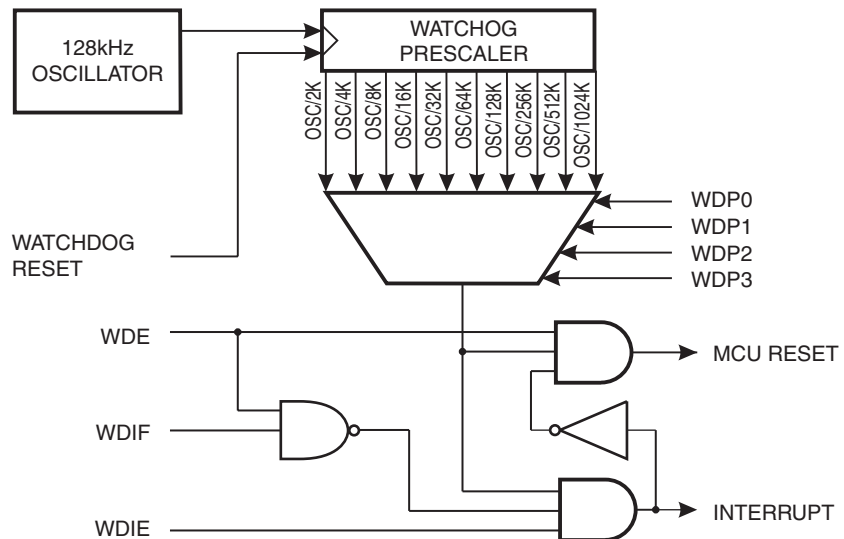 128kHz
OSCILLATOR
WATCHOG
PRESCALER
OSC/2K
OSC/4K
OSC/8K
OSC/16K
OSC/32K
OSC/64K
OSC/128K
OSC/256K
OSC/512K
OSC/1024K
WDP0
WDP1
WDP2
WDP3
WATCHDOG
RESET
WDE
MCU RESET
WDIF
INTERRUPT
WDIE